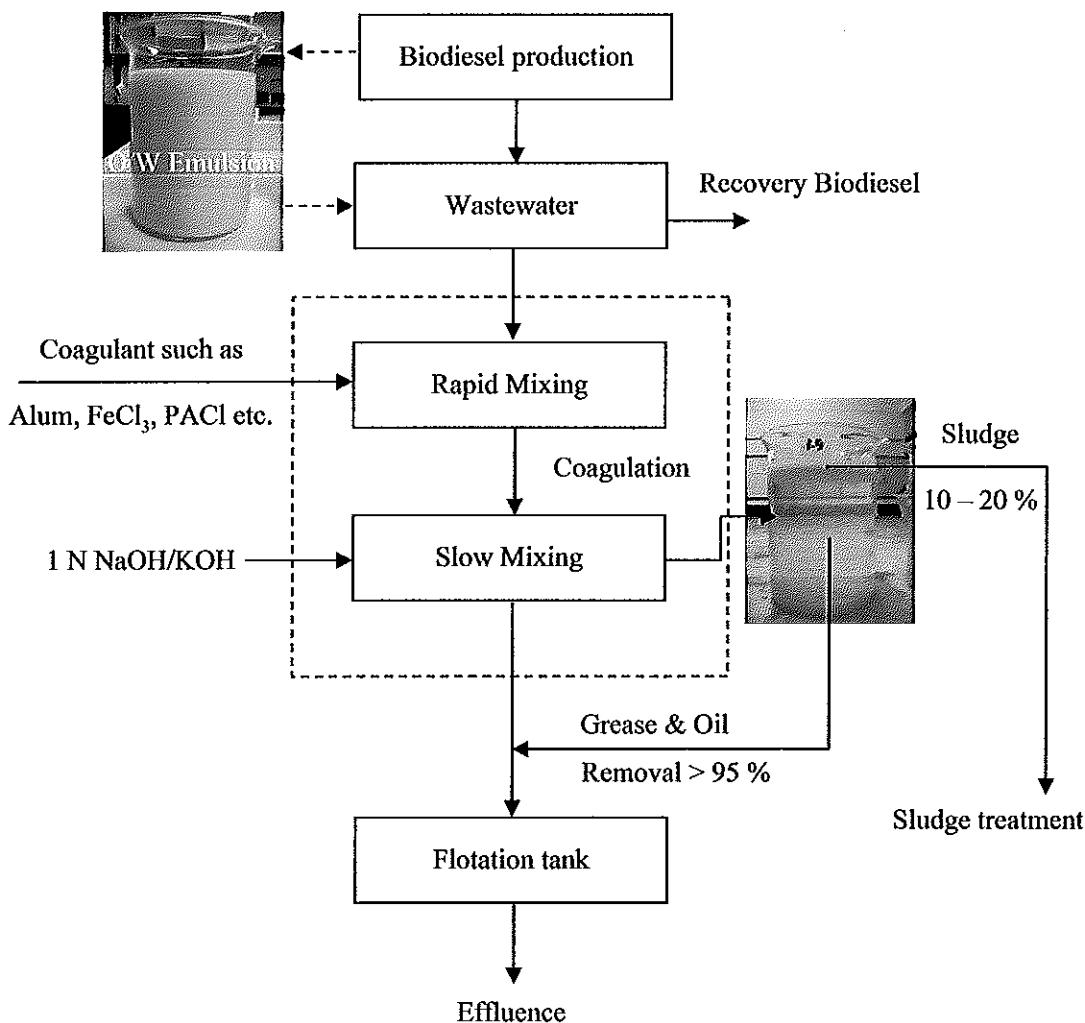 Biodiesel production
O/W Emulsion
Wastewater
Recovery Biodiesel
Coagulant such as
Alum, FeCl₃, PACl etc.
Rapid Mixing
Coagulation
Sludge
10 – 20 %
1 N NaOH/KOH
Slow Mixing
Grease & Oil
Removal > 95 %
Sludge treatment
Flotation tank
Effluence